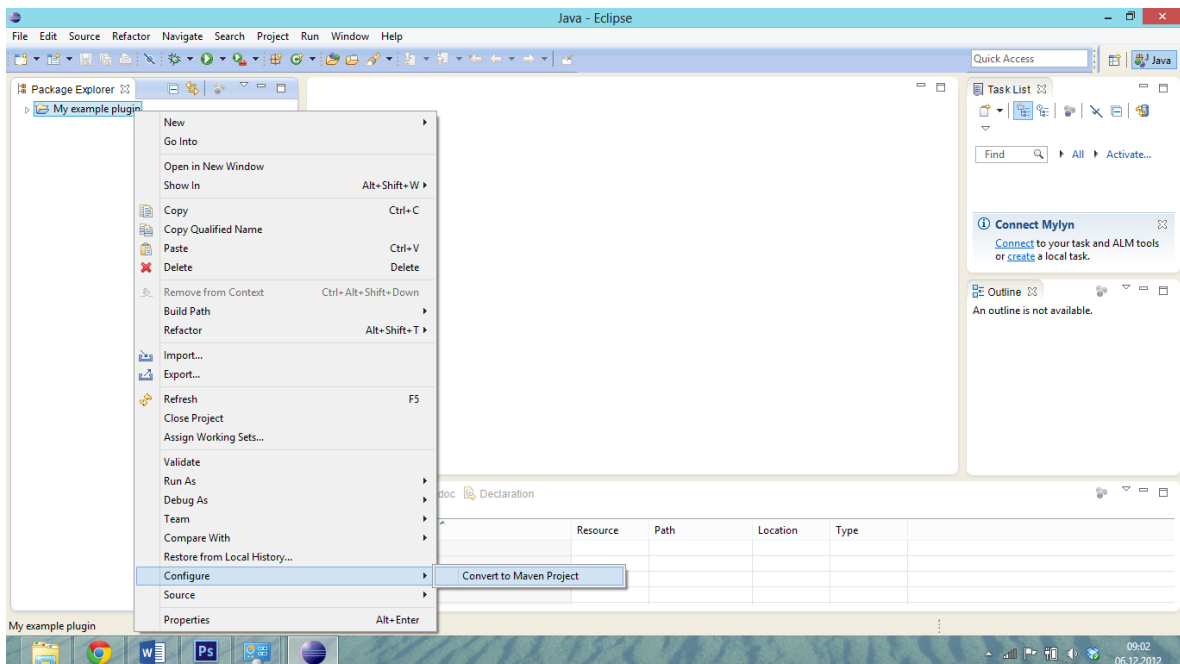 Java - Eclipse
File Edit Source Refactor Navigate Search Project Run Window Help
Quick Access
Java
Package Explorer
My example plugin
New
Go Into
Open in New Window
Show In Alt+Shift+W
Copy Ctrl+C
Copy Qualified Name
Paste Ctrl+V
Delete Delete
Remove from Context Ctrl+Alt+Shift+Down
Build Path
Refactor Alt+Shift+T
Import...
Export...
Refresh F5
Close Project
Assign Working Sets...
Validate
Run As
Debug As
Team
Compare With
Restore from Local History...
Configure
Source
Properties Alt+Enter
Convert to Maven Project
Task List
Find All Activate...
Connect Mylyn
Connect to your task and ALM tools
or create a local task.
Outline
An outline is not available.
doc Declaration
Resource Path Location Type
My example plugin
W Ps
09:02
06.12.2012